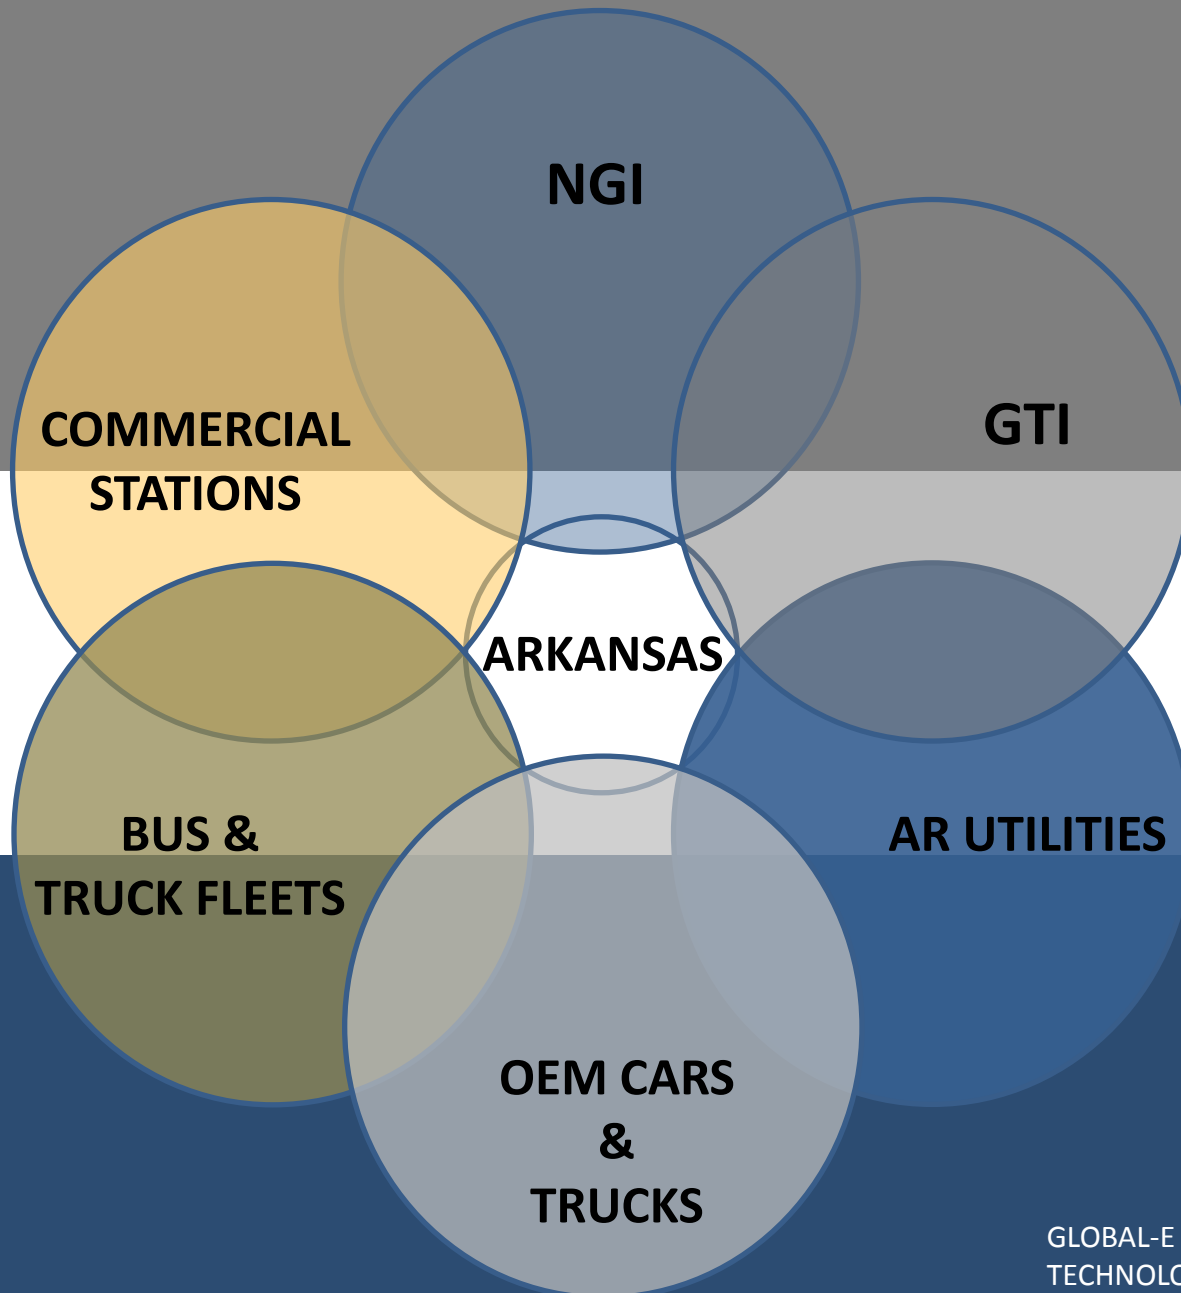 NGI
GTI
COMMERCIAL
STATIONS
ARKANSAS
BUS &
TRUCK FLEETS
AR UTILITIES
OEM CARS
&
TRUCKS
GLOBAL-E